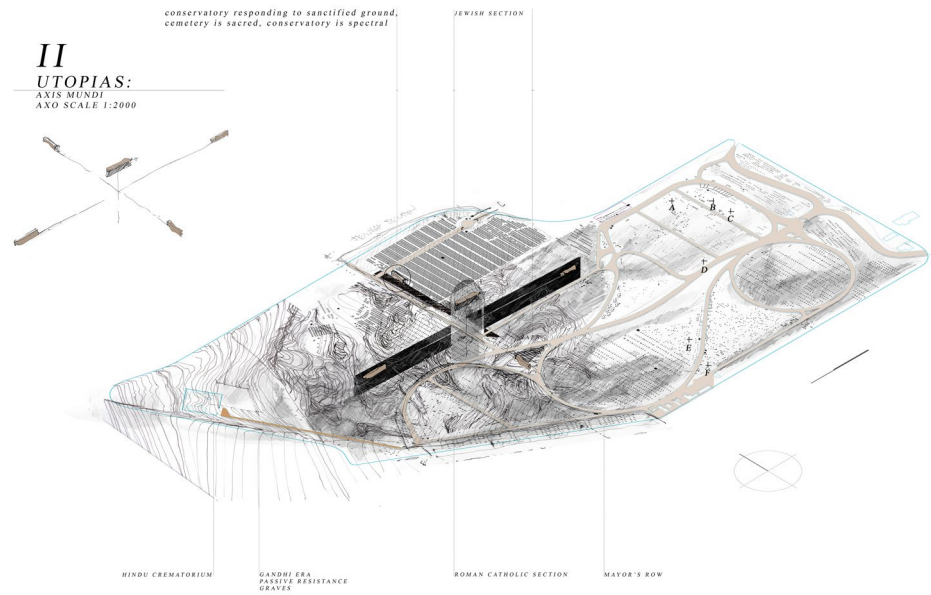 conservatory responding to sanctified ground,
cemetery is sacred, conservatory is spectral
JEWISH SECTION
II
UTOPIAS:
AXIS MUNDI
AXO SCALE 1:2000
A
B
C
D
E
F
HINDU CREMATORIUM
GANDHI ERA
PASSIVE RESISTANCE
GRAVES
ROMAN CATHOLIC SECTION
MAYOR'S ROW